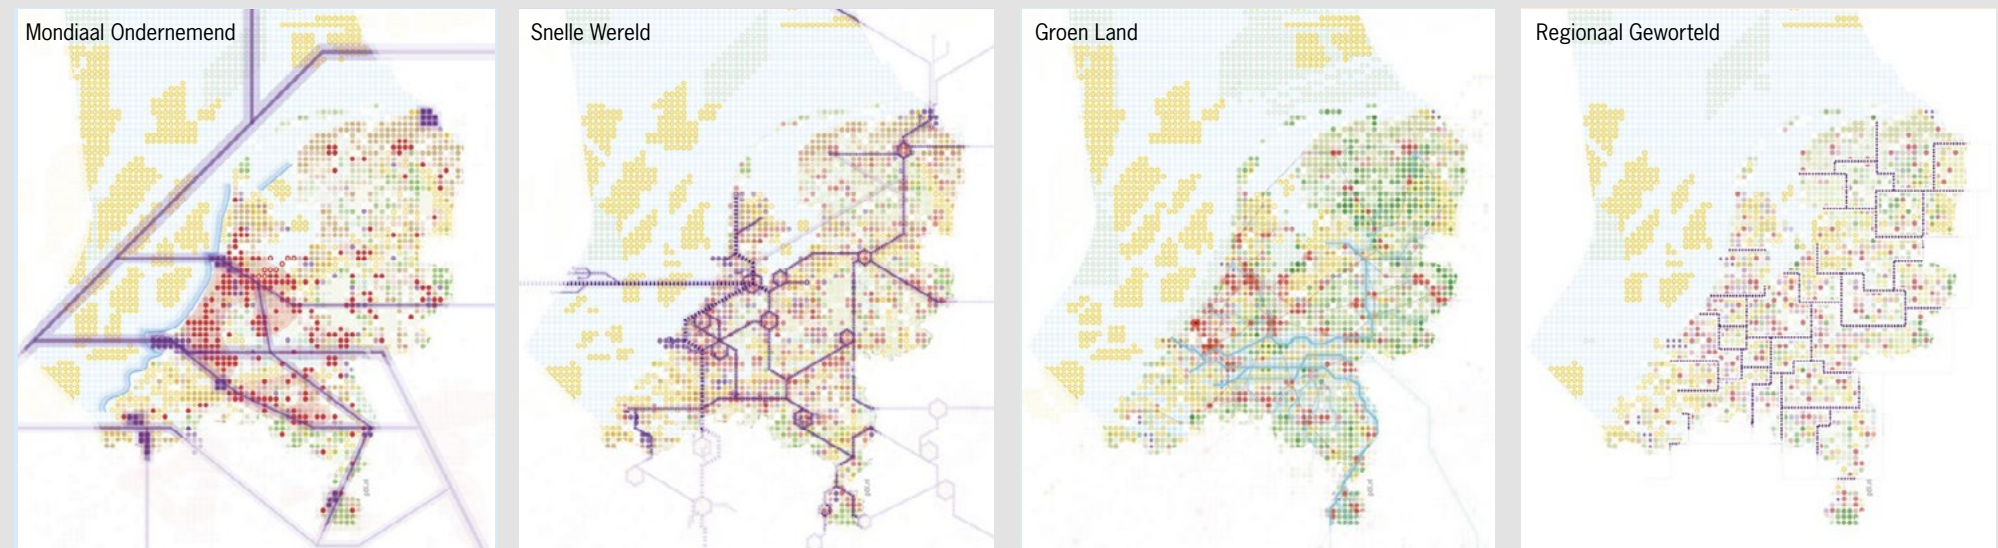 Mondiaal Ondernemend
Snelle Wereld
Groen Land
Regionaal Geworteld